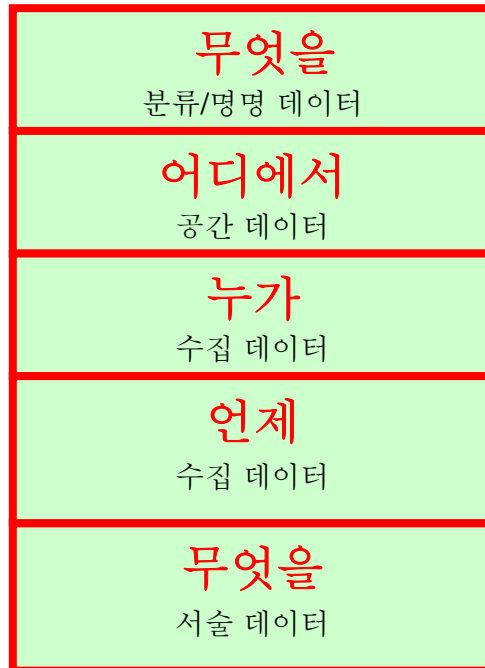 무엇을
분류/명명 데이터
어디에서
공간 데이터
누가
수집 데이터
언제
수집 데이터
무엇을
서술 데이터